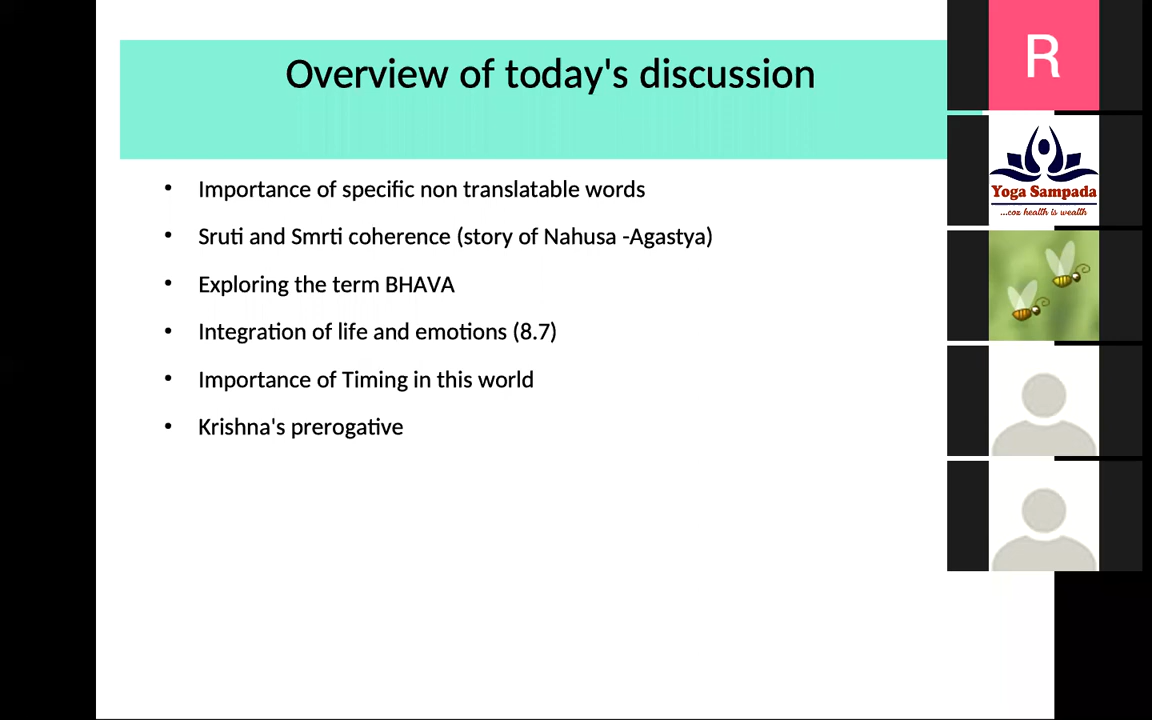 Overview of today's discussion
• Importance of specific non translatable words
• Sruti and Smrti coherence (story of Nahusa -Agastya)
• Exploring the term BHAVA
• Integration of life and emotions (8.7)
• Importance of Timing in this world
• Krishna's prerogative
R
Yoga Sampada
...coz health is wealth